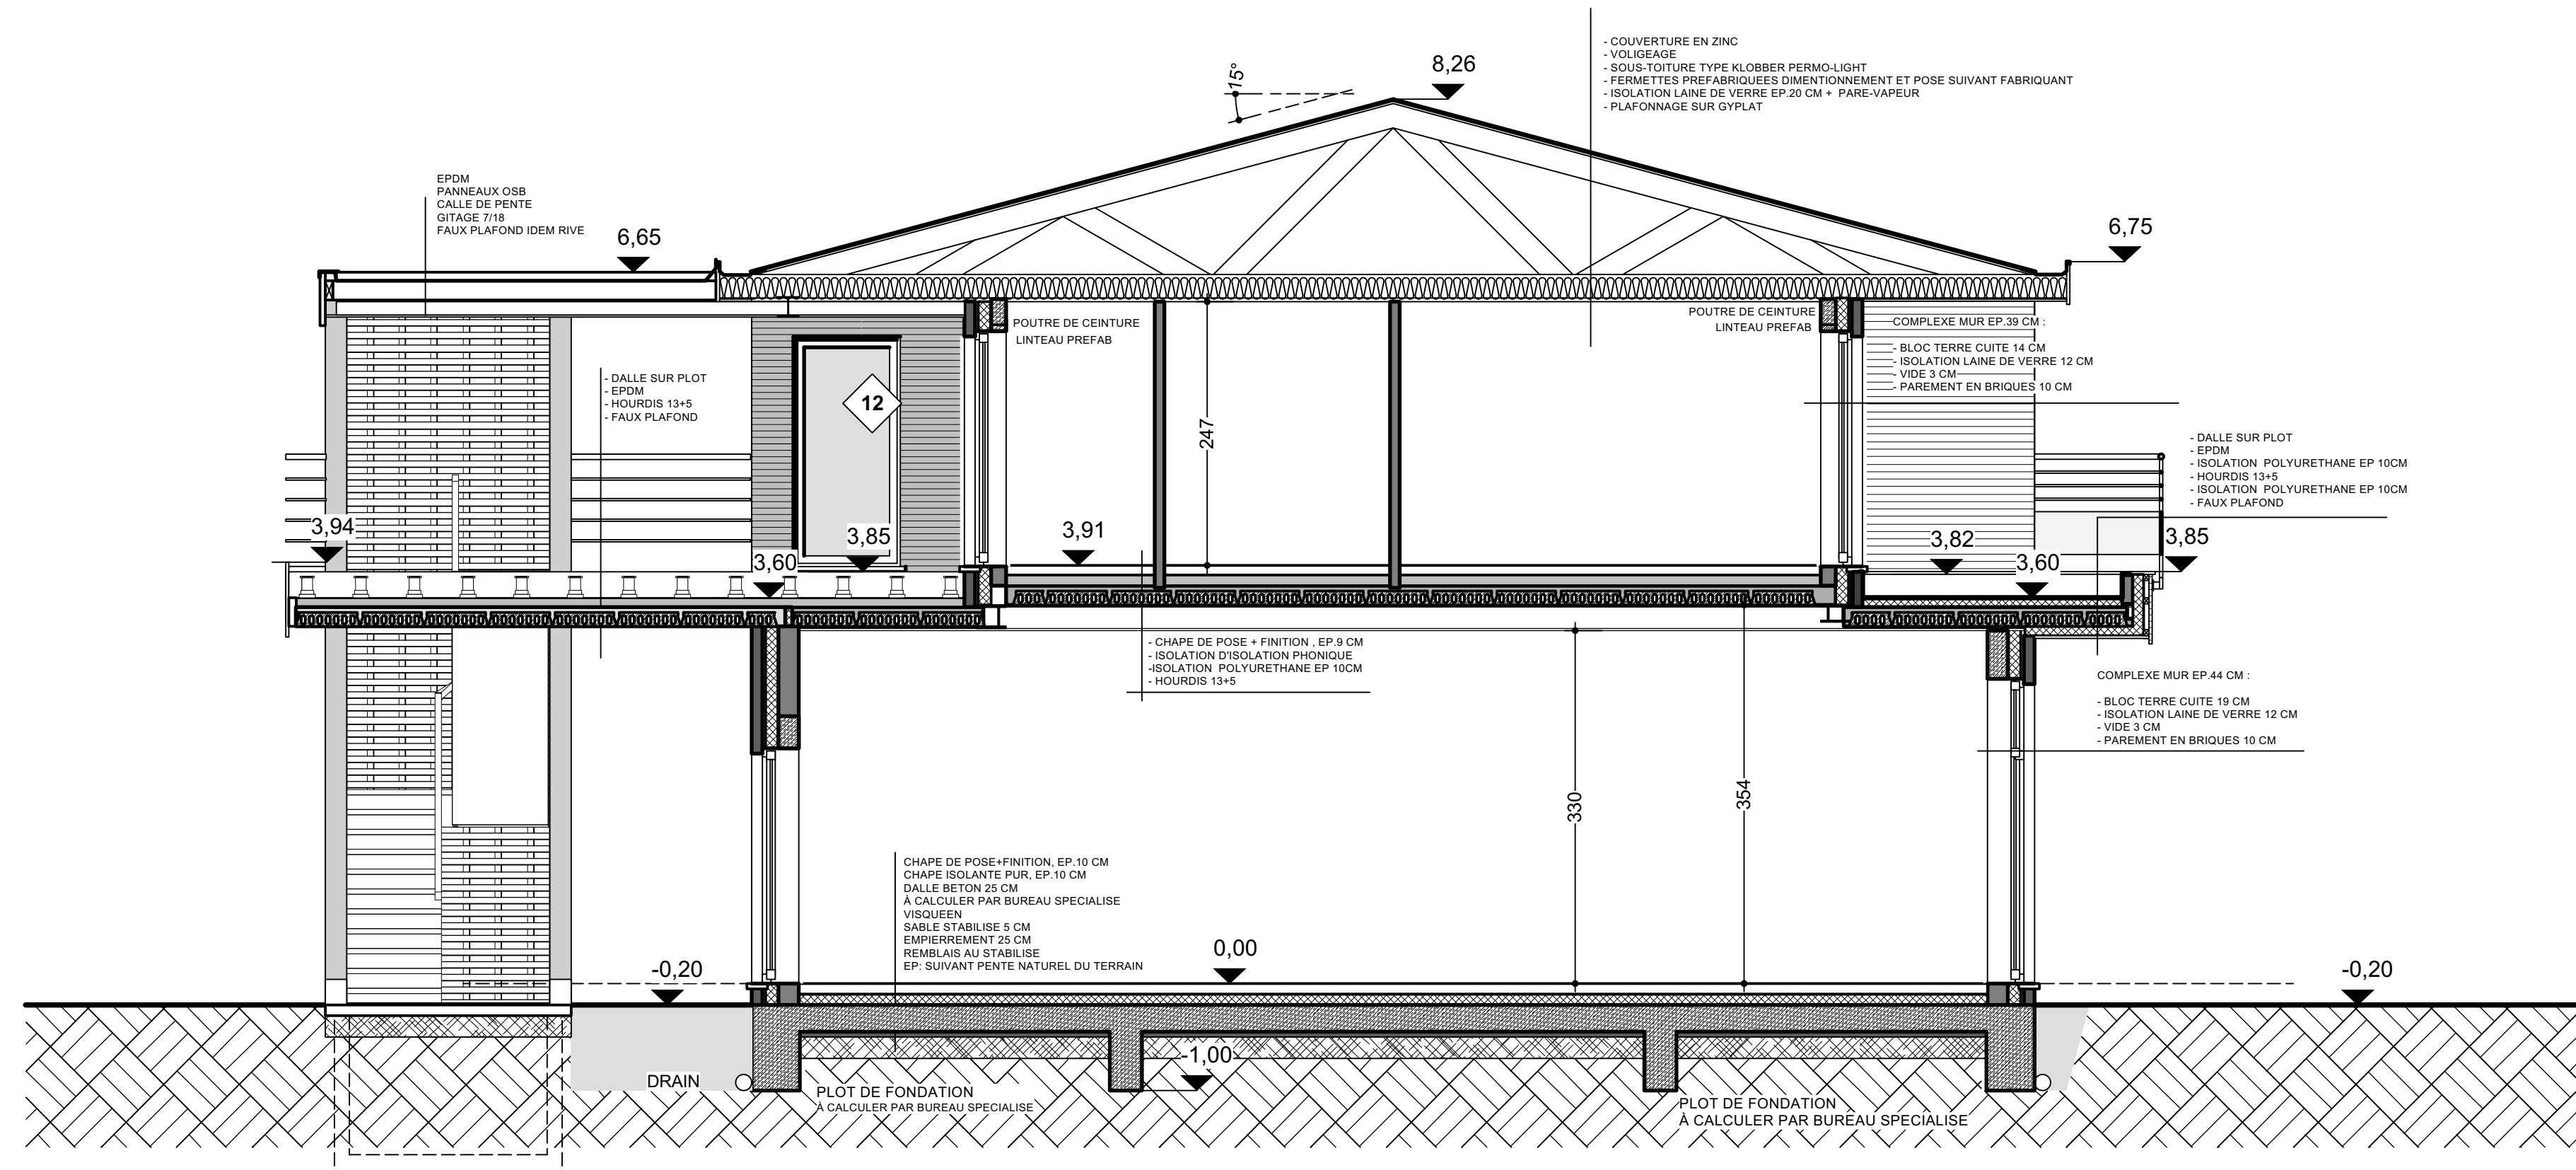 - COUVERTURE EN ZINC
- VOLIGEAGE
- SOUS-TOITURE TYPE KLOBBER PERMO-LIGHT
- FERMETTES PREFABRIQUEES DIMENTIONNEMENT ET POSE SUIVANT FABRIQUANT
- ISOLATION LAINE DE VERRE EP.20 CM + PARE-VAPEUR
- PLAFONNAGE SUR GYPLAT
15°
8,26
EPDM
PANNEAUX OSB
CALLE DE PENTE
GITAGE 7/18
FAUX PLAFOND IDEM RIVE
6,65
6,75
POUTRE DE CEINTURE
LINTEAU PREFAB
POUTRE DE CEINTURE
LINTEAU PREFAB
COMPLEXE MUR EP.39 CM :
- BLOC TERRE CUITE 14 CM
- ISOLATION LAINE DE VERRE 12 CM
- VIDE 3 CM
- PAREMENT EN BRIQUES 10 CM
- DALLE SUR PLOT
- EPDM
- HOURDIS 13+5
- FAUX PLAFOND
12
247
- DALLE SUR PLOT
- EPDM
- ISOLATION POLYURETHANE EP 10CM
- HOURDIS 13+5
- ISOLATION POLYURETHANE EP 10CM
- FAUX PLAFOND
3,94
3,60
3,85
3,91
3,82
3,60
3,85
- CHAPE DE POSE + FINITION , EP.9 CM
- ISOLATION D'ISOLATION PHONIQUE
-ISOLATION POLYURETHANE EP 10CM
- HOURDIS 13+5
COMPLEXE MUR EP.44 CM :
- BLOC TERRE CUITE 19 CM
- ISOLATION LAINE DE VERRE 12 CM
- VIDE 3 CM
- PAREMENT EN BRIQUES 10 CM
330
354
CHAPE DE POSE+FINITION, EP.10 CM
CHAPE ISOLANTE PUR, EP.10 CM
DALLE BETON 25 CM
À CALCULER PAR BUREAU SPECIALISE
VISQUEEN
SABLE STABILISE 5 CM
EMPIERREMENT 25 CM
REMBLAIS AU STABILISE
EP: SUIVANT PENTE NATUREL DU TERRAIN
-0,20
0,00
-0,20
-1,00
DRAIN
PLOT DE FONDATION
À CALCULER PAR BUREAU SPECIALISE
PLOT DE FONDATION
À CALCULER PAR BUREAU SPECIALISE